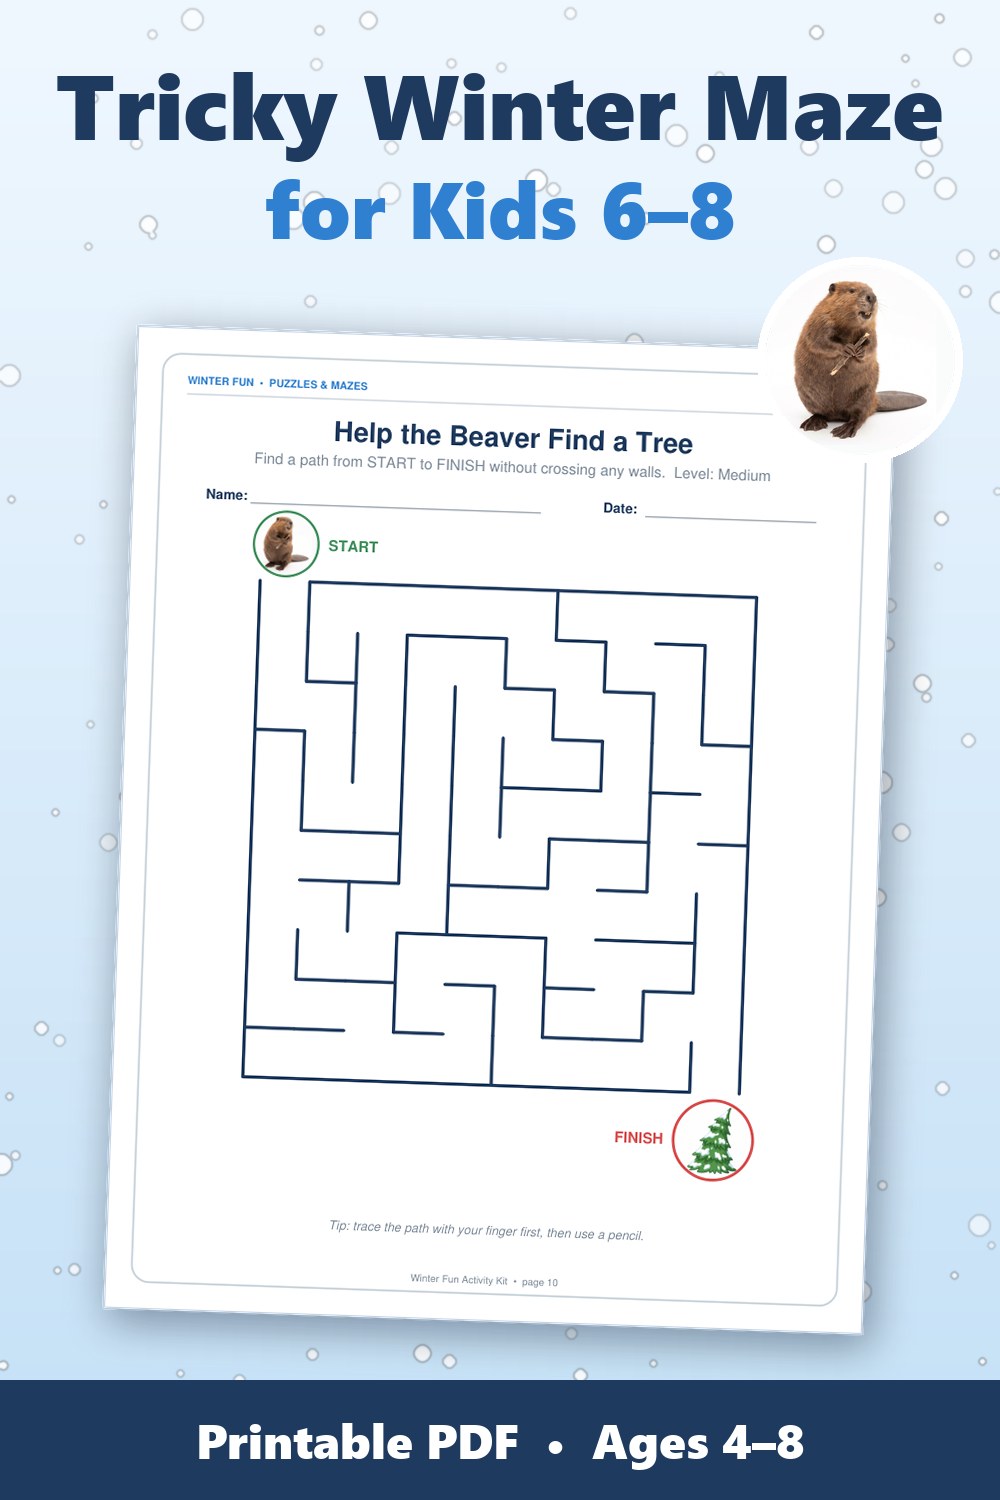 Tricky Winter Maze
for Kids 6–8
WINTER FUN • PUZZLES & MAZES
Help the Beaver Find a Tree
Find a path from START to FINISH without crossing any walls. Level: Medium
Name:
Date:
START
FINISH
Tip: trace the path with your finger first, then use a pencil.
Winter Fun Activity Kit • page 10
Printable PDF • Ages 4–8